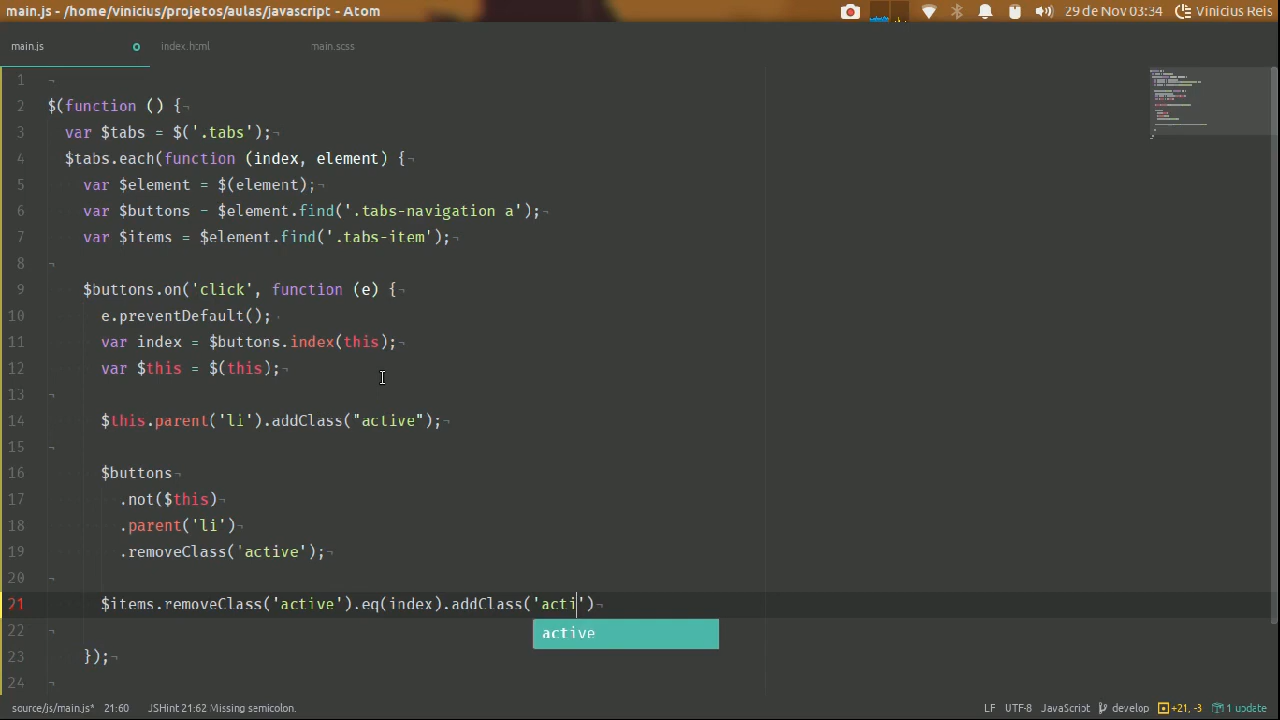 main.js - /home/vinicius/projetos/aulas/javascript - Atom
29 de Nov 03:34 Vinicius Reis
main.js index.html main.scss
1
2 $(function () {
3 var $tabs = $('.tabs');
4 $tabs.each(function (index, element) {
5 var $element = $(element);
6 var $buttons = $element.find('.tabs-navigation a');
7 var $items = $element.find('.tabs-item');
8
9 $buttons.on('click', function (e) {
10 e.preventDefault();
11 var index = $buttons.index(this);
12 var $this = $(this);
13
14 $this.parent('li').addClass("active");
15
16 $buttons
17 .not($this)
18 .parent('li')
19 .removeClass('active');
20
21 $items.removeClass('active').eq(index).addClass('acti')
active
22
23 });
24
source/js/main.js* 21:60 JSHint 21:62 Missing semicolon. LF UTF-8 JavaScript develop +21, -3 1 update